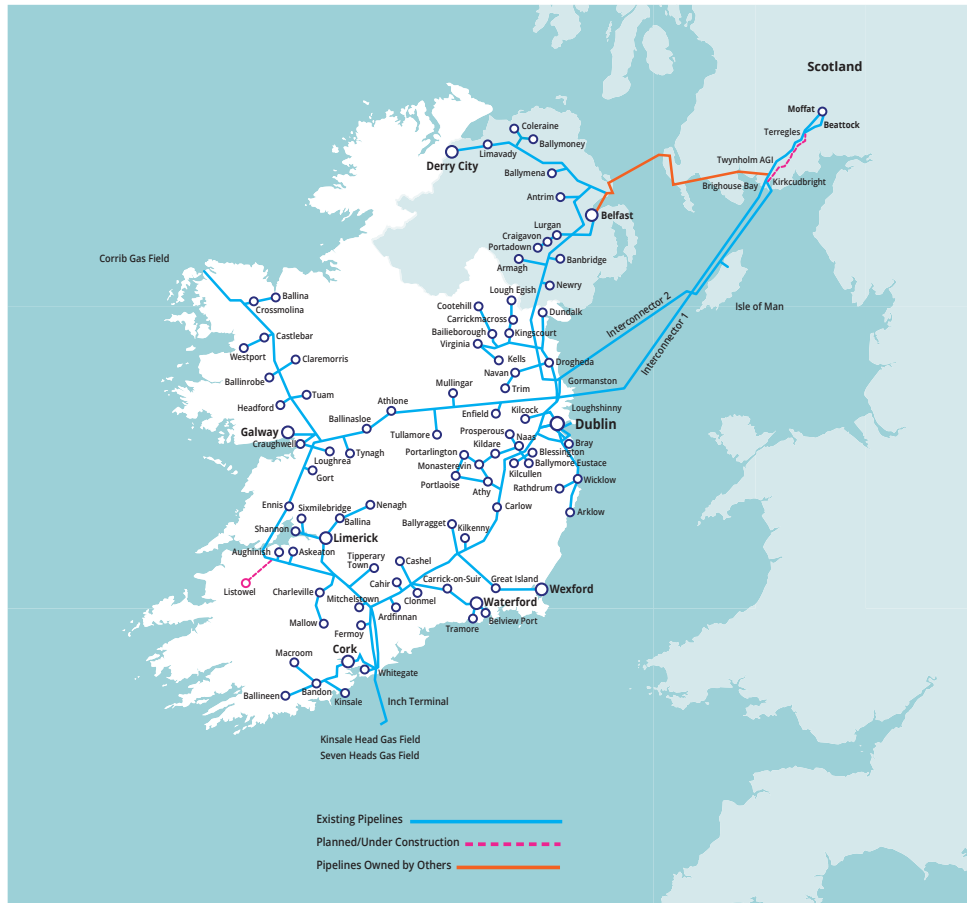 Scotland
Moffat
Beattock
Terregles
Coleraine
Ballymoney
Limavady
Derry City
Twynholm AGI
Kirkcudbright
Brighouse Bay
Ballymena
Antrim
Belfast
Lurgan
Craigavon
Portadown
Armagh
Banbridge
Corrib Gas Field
Newry
Lough Egish
Ballina
Crossmolina
Cootehill
Carrickmacross
Dundalk
Interconnector 2
Isle of Man
Bailieborough
Kingscourt
Virginia
Interconnector 1
Castlebar
Westport
Claremorris
Kells
Drogheda
Navan
Ballinrobe
Gormanston
Trim
Mullingar
Tuam
Headford
Athlone
Enfield
Kilcock
Loughshinny
Ballinasloe
Dublin
Galway
Tullamore
Prosperous
Naas
Craughwell
Kildare
Bray
Portarlington
Blessington
Tynagh
Loughrea
Monasterevin
Ballymore Eustace
Gort
Kilcullen
Portlaoise
Athy
Rathdrum
Wicklow
Ennis
Sixmilebridge
Nenagh
Carlow
Arklow
Shannon
Ballina
Ballyragget
Kilkenny
Limerick
Aughinish
Askeaton
Tipperary
Town
Cashel
Listowel
Charleville
Cahir
Carrick-on-Suir
Great Island
Wexford
Mitchelstown
Clonmel
Waterford
Ardfinnan
Mallow
Belview Port
Tramore
Fermoy
Cork
Macroom
Whitegate
Ballineen
Bandon
Kinsale
Inch Terminal
Kinsale Head Gas Field
Seven Heads Gas Field
Existing Pipelines
Planned/Under Construction
Pipelines Owned by Others